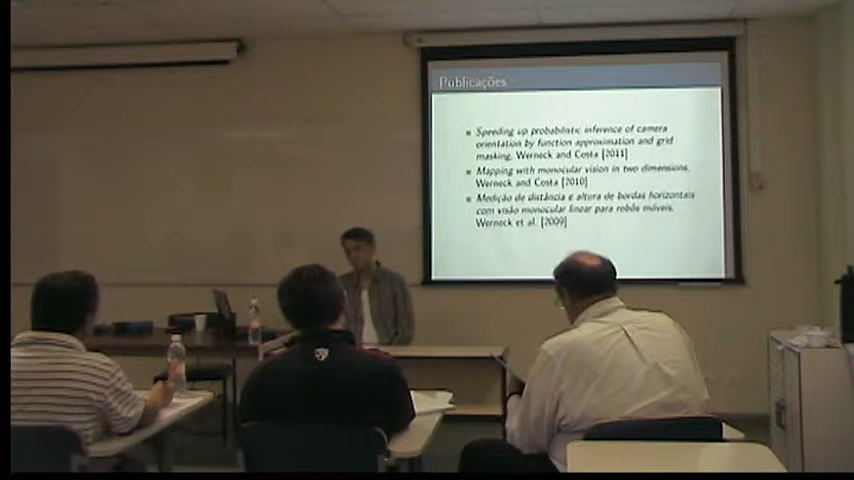 Publicações
Speeding up probabilistic inference of camera
orientation by function approximation and grid
masking, Werneck and Costa [2011]
Mapping with monocular vision in two dimensions,
Werneck and Costa [2010]
Medição de distância e altura de bordas horizontais
com visão monocular linear para robôs móveis,
Werneck et al. [2009]